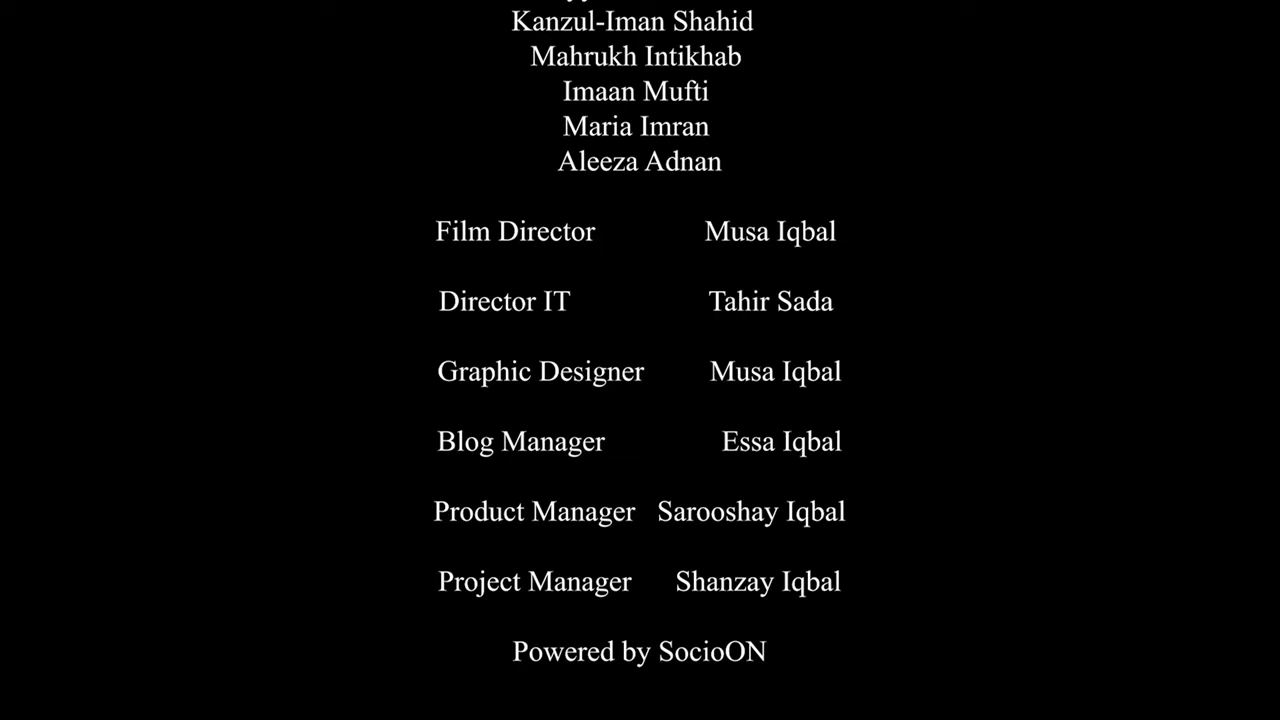 Kanzul-Iman Shahid
Mahrukh Intikhab
Imaan Mufti
Maria Imran
Aleeza Adnan
Film Director Musa Iqbal
Director IT Tahir Sada
Graphic Designer Musa Iqbal
Blog Manager Essa Iqbal
Product Manager Sarooshay Iqbal
Project Manager Shanzay Iqbal
Powered by SocioON